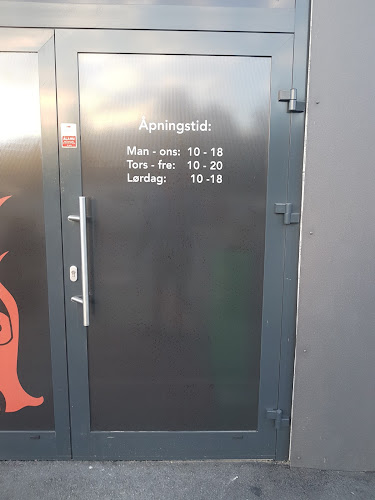 Åpningstid:
Man - ons: 10 - 18
Tors - fre: 10 - 20
Lørdag: 10 -18